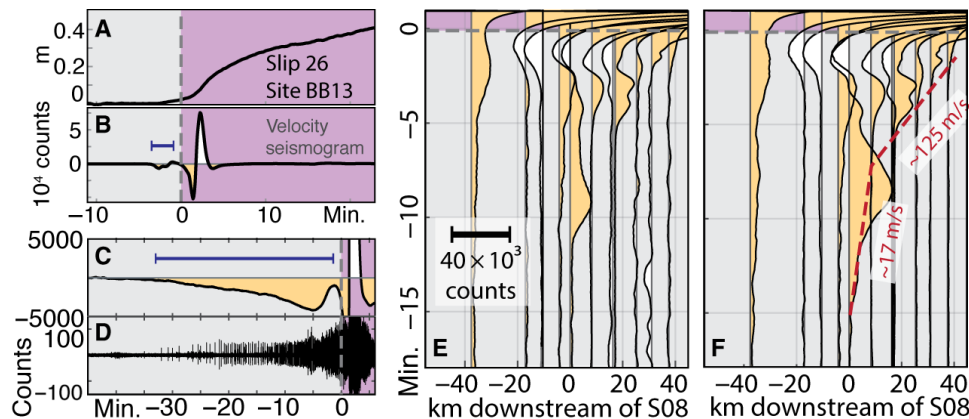 A
0.4
0.2
0
m
Slip 26
Site BB13
B
5
0
-5
10⁴ counts
Velocity
seismogram
−10
0
10
Min.
C
5000
−5000
D
100
−100
Counts
Min.
−30
−20
−10
0
E
0
−5
−10
−15
Min.
40 × 10³
counts
−40
−20
0
20
40
km downstream of S08
F
~125 m/s
~17 m/s
−40
−20
0
20
40
km downstream of S08